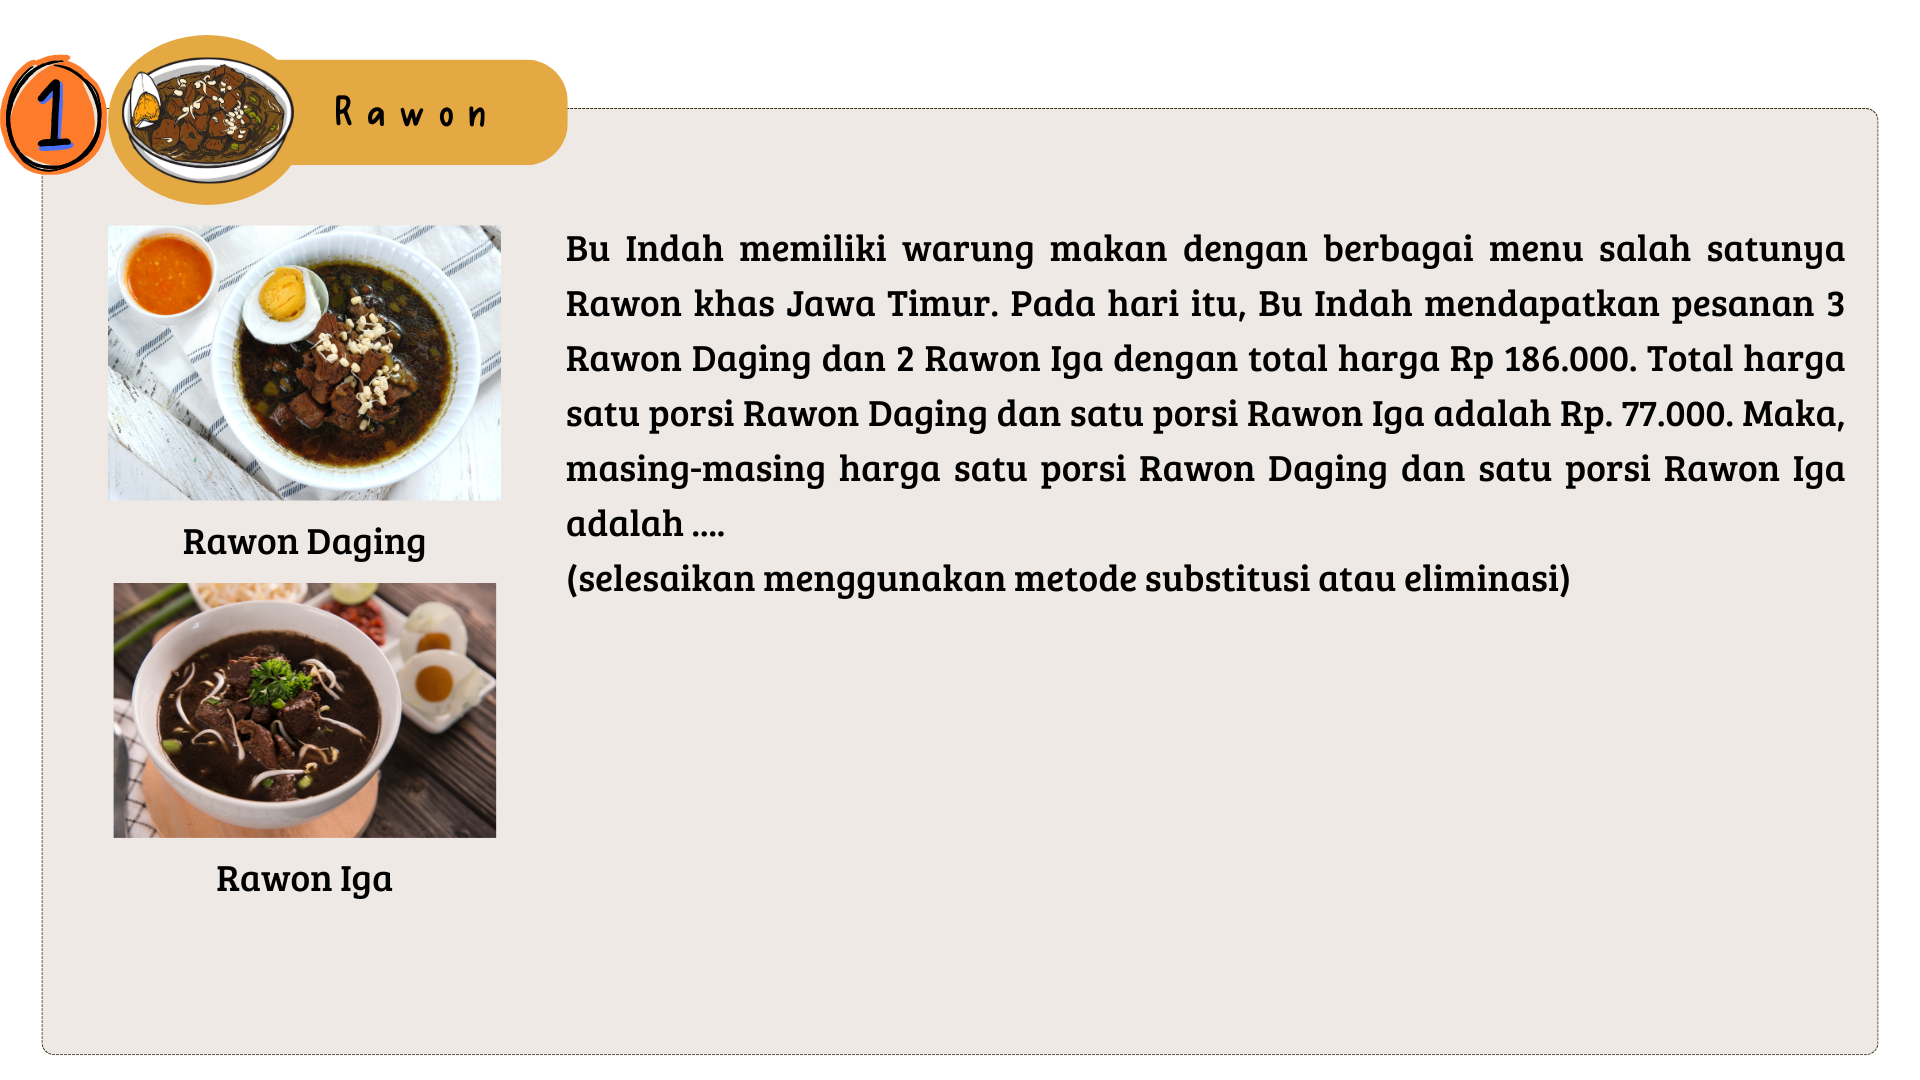 1
Rawon
Bu Indah memiliki warung makan dengan berbagai menu salah satunya
Rawon khas Jawa Timur. Pada hari itu, Bu Indah mendapatkan pesanan 3
Rawon Daging dan 2 Rawon Iga dengan total harga Rp 186.000. Total harga
satu porsi Rawon Daging dan satu porsi Rawon Iga adalah Rp. 77.000. Maka,
masing-masing harga satu porsi Rawon Daging dan satu porsi Rawon Iga
adalah ....
(selesaikan menggunakan metode substitusi atau eliminasi)
Rawon Daging
Rawon Iga